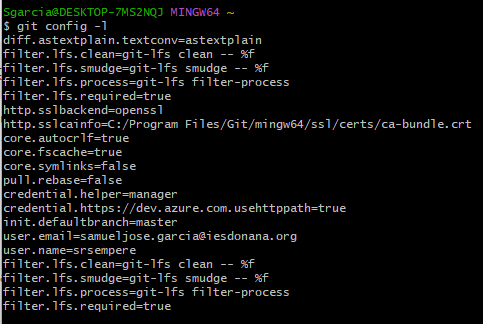 Sgarcia@DESKTOP-7MS2NQJ MINGW64 ~
$ git config -l
diff.astextplain.textconv=astextplain
filter.lfs.clean=git-lfs clean -- %f
filter.lfs.smudge=git-lfs smudge -- %f
filter.lfs.process=git-lfs filter-process
filter.lfs.required=true
http.sslbackend=openssl
http.sslcainfo=C:/Program Files/Git/mingw64/ssl/certs/ca-bundle.crt
core.autocrlf=true
core.fscache=true
core.symlinks=false
pull.rebase=false
credential.helper=manager
credential.https://dev.azure.com.usehttppath=true
init.defaultbranch=master
user.email=samueljose.garcia@iesdonana.org
user.name=srsempere
filter.lfs.clean=git-lfs clean -- %f
filter.lfs.smudge=git-lfs smudge -- %f
filter.lfs.process=git-lfs filter-process
filter.lfs.required=true